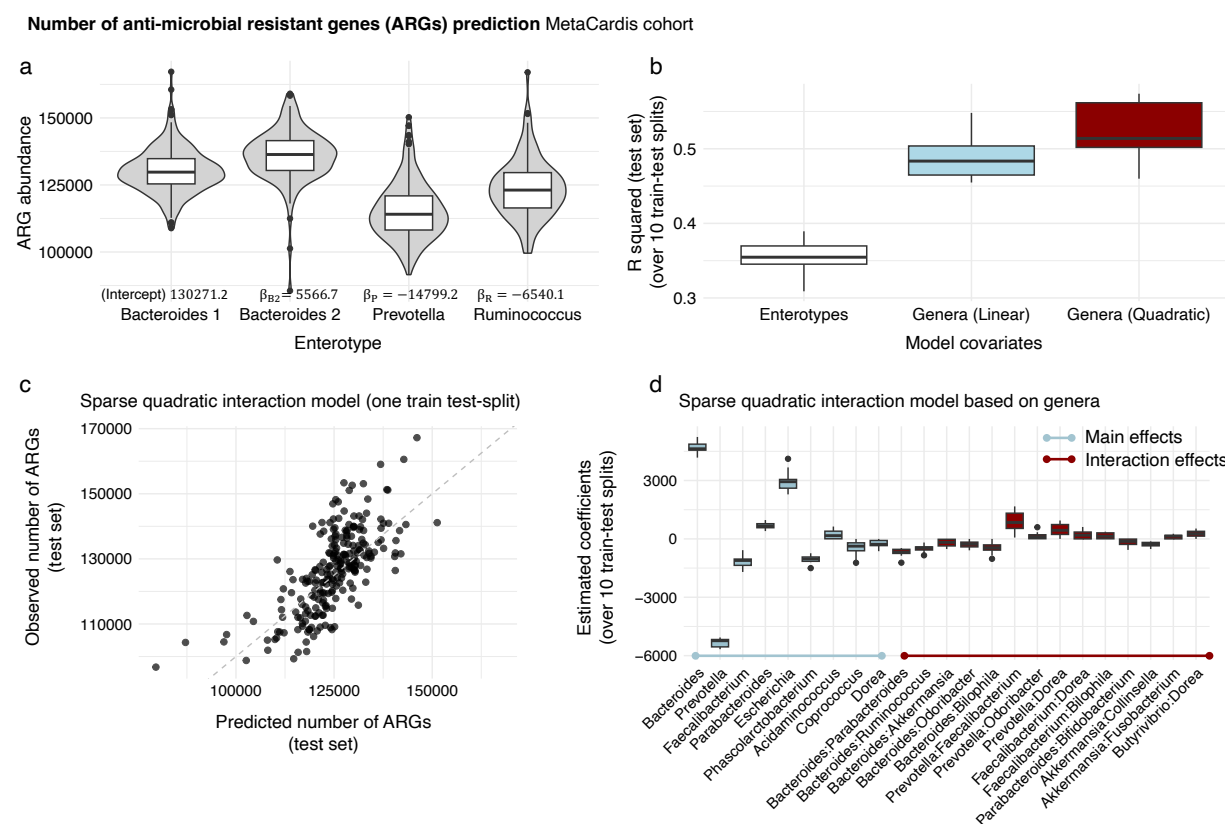 Number of anti-microbial resistant genes (ARGs) prediction MetaCardis cohort
a
ARG abundance
150000
125000
100000
(Intercept) 130271.2
β_B2 = 5566.7
β_P = −14799.2
β_R = −6540.1
Bacteroides 1
Bacteroides 2
Prevotella
Ruminococcus
Enterotype
b
R squared (test set)
(over 10 train-test splits)
0.5
0.4
0.3
Enterotypes
Genera (Linear)
Genera (Quadratic)
Model covariates
c
Sparse quadratic interaction model (one train test-split)
Observed number of ARGs
(test set)
170000
150000
130000
110000
100000
125000
150000
Predicted number of ARGs
(test set)
d
Sparse quadratic interaction model based on genera
Main effects
Interaction effects
Estimated coefficients
(over 10 train-test splits)
3000
0
−3000
−6000
Bacteroides
Prevotella
Faecalibacterium
Parabacteroides
Escherichia
Phascolarctobacterium
Acidaminococcus
Coprococcus
Dorea
Bacteroides:Parabacteroides
Bacteroides:Ruminococcus
Bacteroides:Akkermansia
Bacteroides:Odoribacter
Bacteroides:Bilophila
Prevotella:Faecalibacterium
Prevotella:Odoribacter
Prevotella:Dorea
Faecalibacterium:Dorea
Faecalibacterium:Bilophila
Parabacteroides:Bifidobacterium
Akkermansia:Collinsella
Akkermansia:Fusobacterium
Butyrivibrio:Dorea